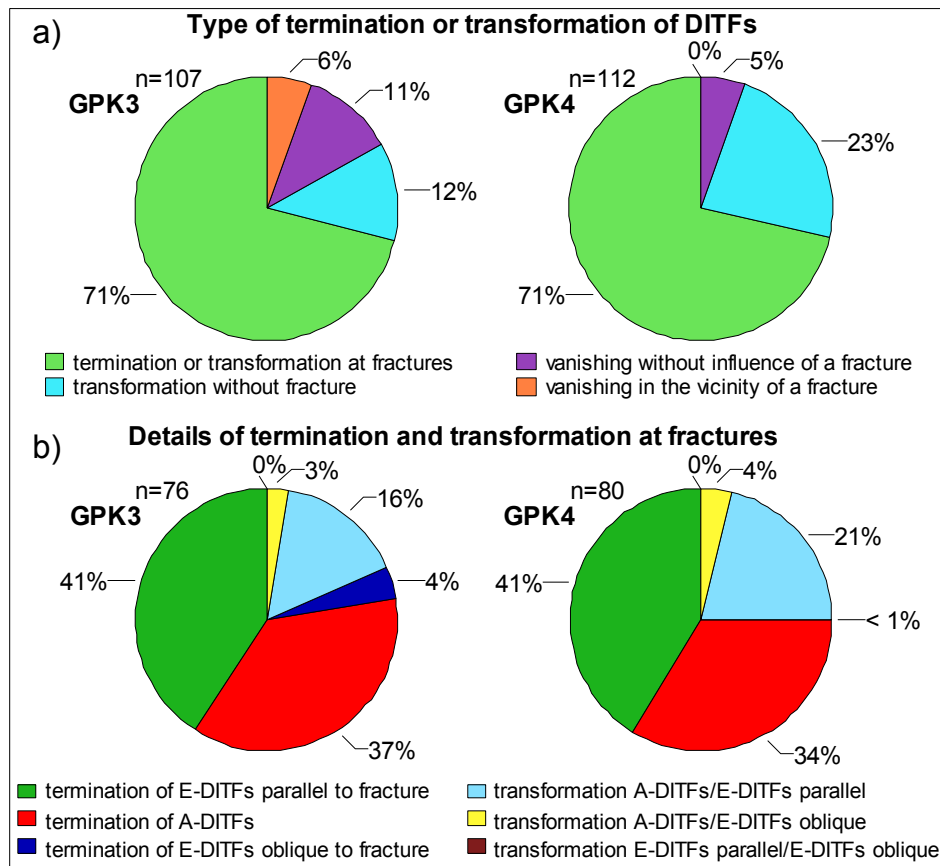 a)
Type of termination or transformation of DITFs
n=107
GPK3
6%
11%
12%
71%
n=112
GPK4
0%
5%
23%
71%
termination or transformation at fractures
transformation without fracture
vanishing without influence of a fracture
vanishing in the vicinity of a fracture
b)
Details of termination and transformation at fractures
n=76
GPK3
0%
3%
16%
4%
37%
41%
n=80
GPK4
0%
4%
21%
< 1%
34%
41%
termination of E-DITFs parallel to fracture
termination of A-DITFs
termination of E-DITFs oblique to fracture
transformation A-DITFs/E-DITFs parallel
transformation A-DITFs/E-DITFs oblique
transformation E-DITFs parallel/E-DITFs oblique